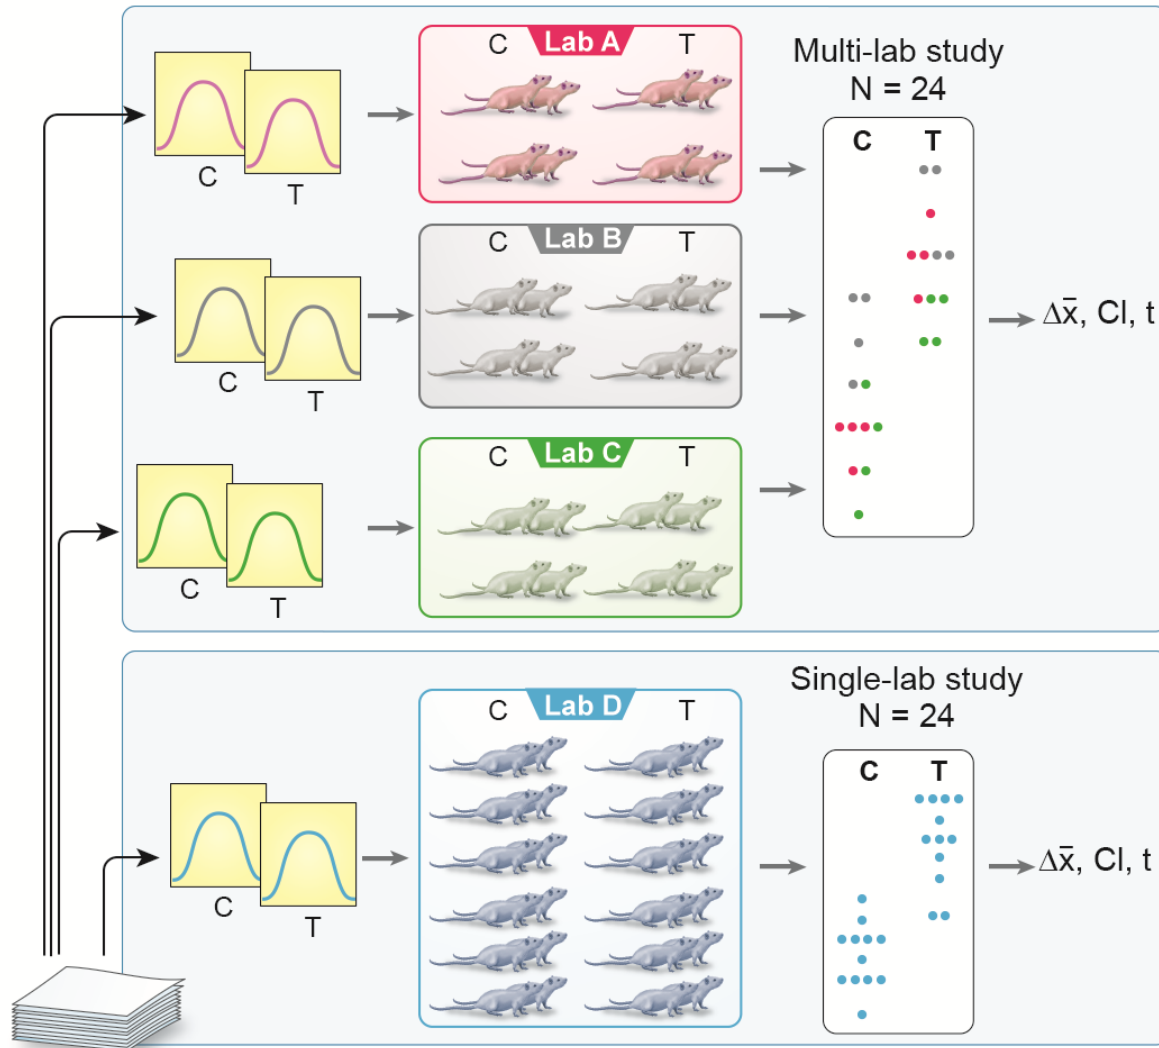 C Lab A T
Multi-lab study
N = 24
C T
C T
C Lab B T
C T
Δx̄, CI, t
C Lab C T
C T
C Lab D T
Single-lab study
N = 24
C T
C T
Δx̄, CI, t